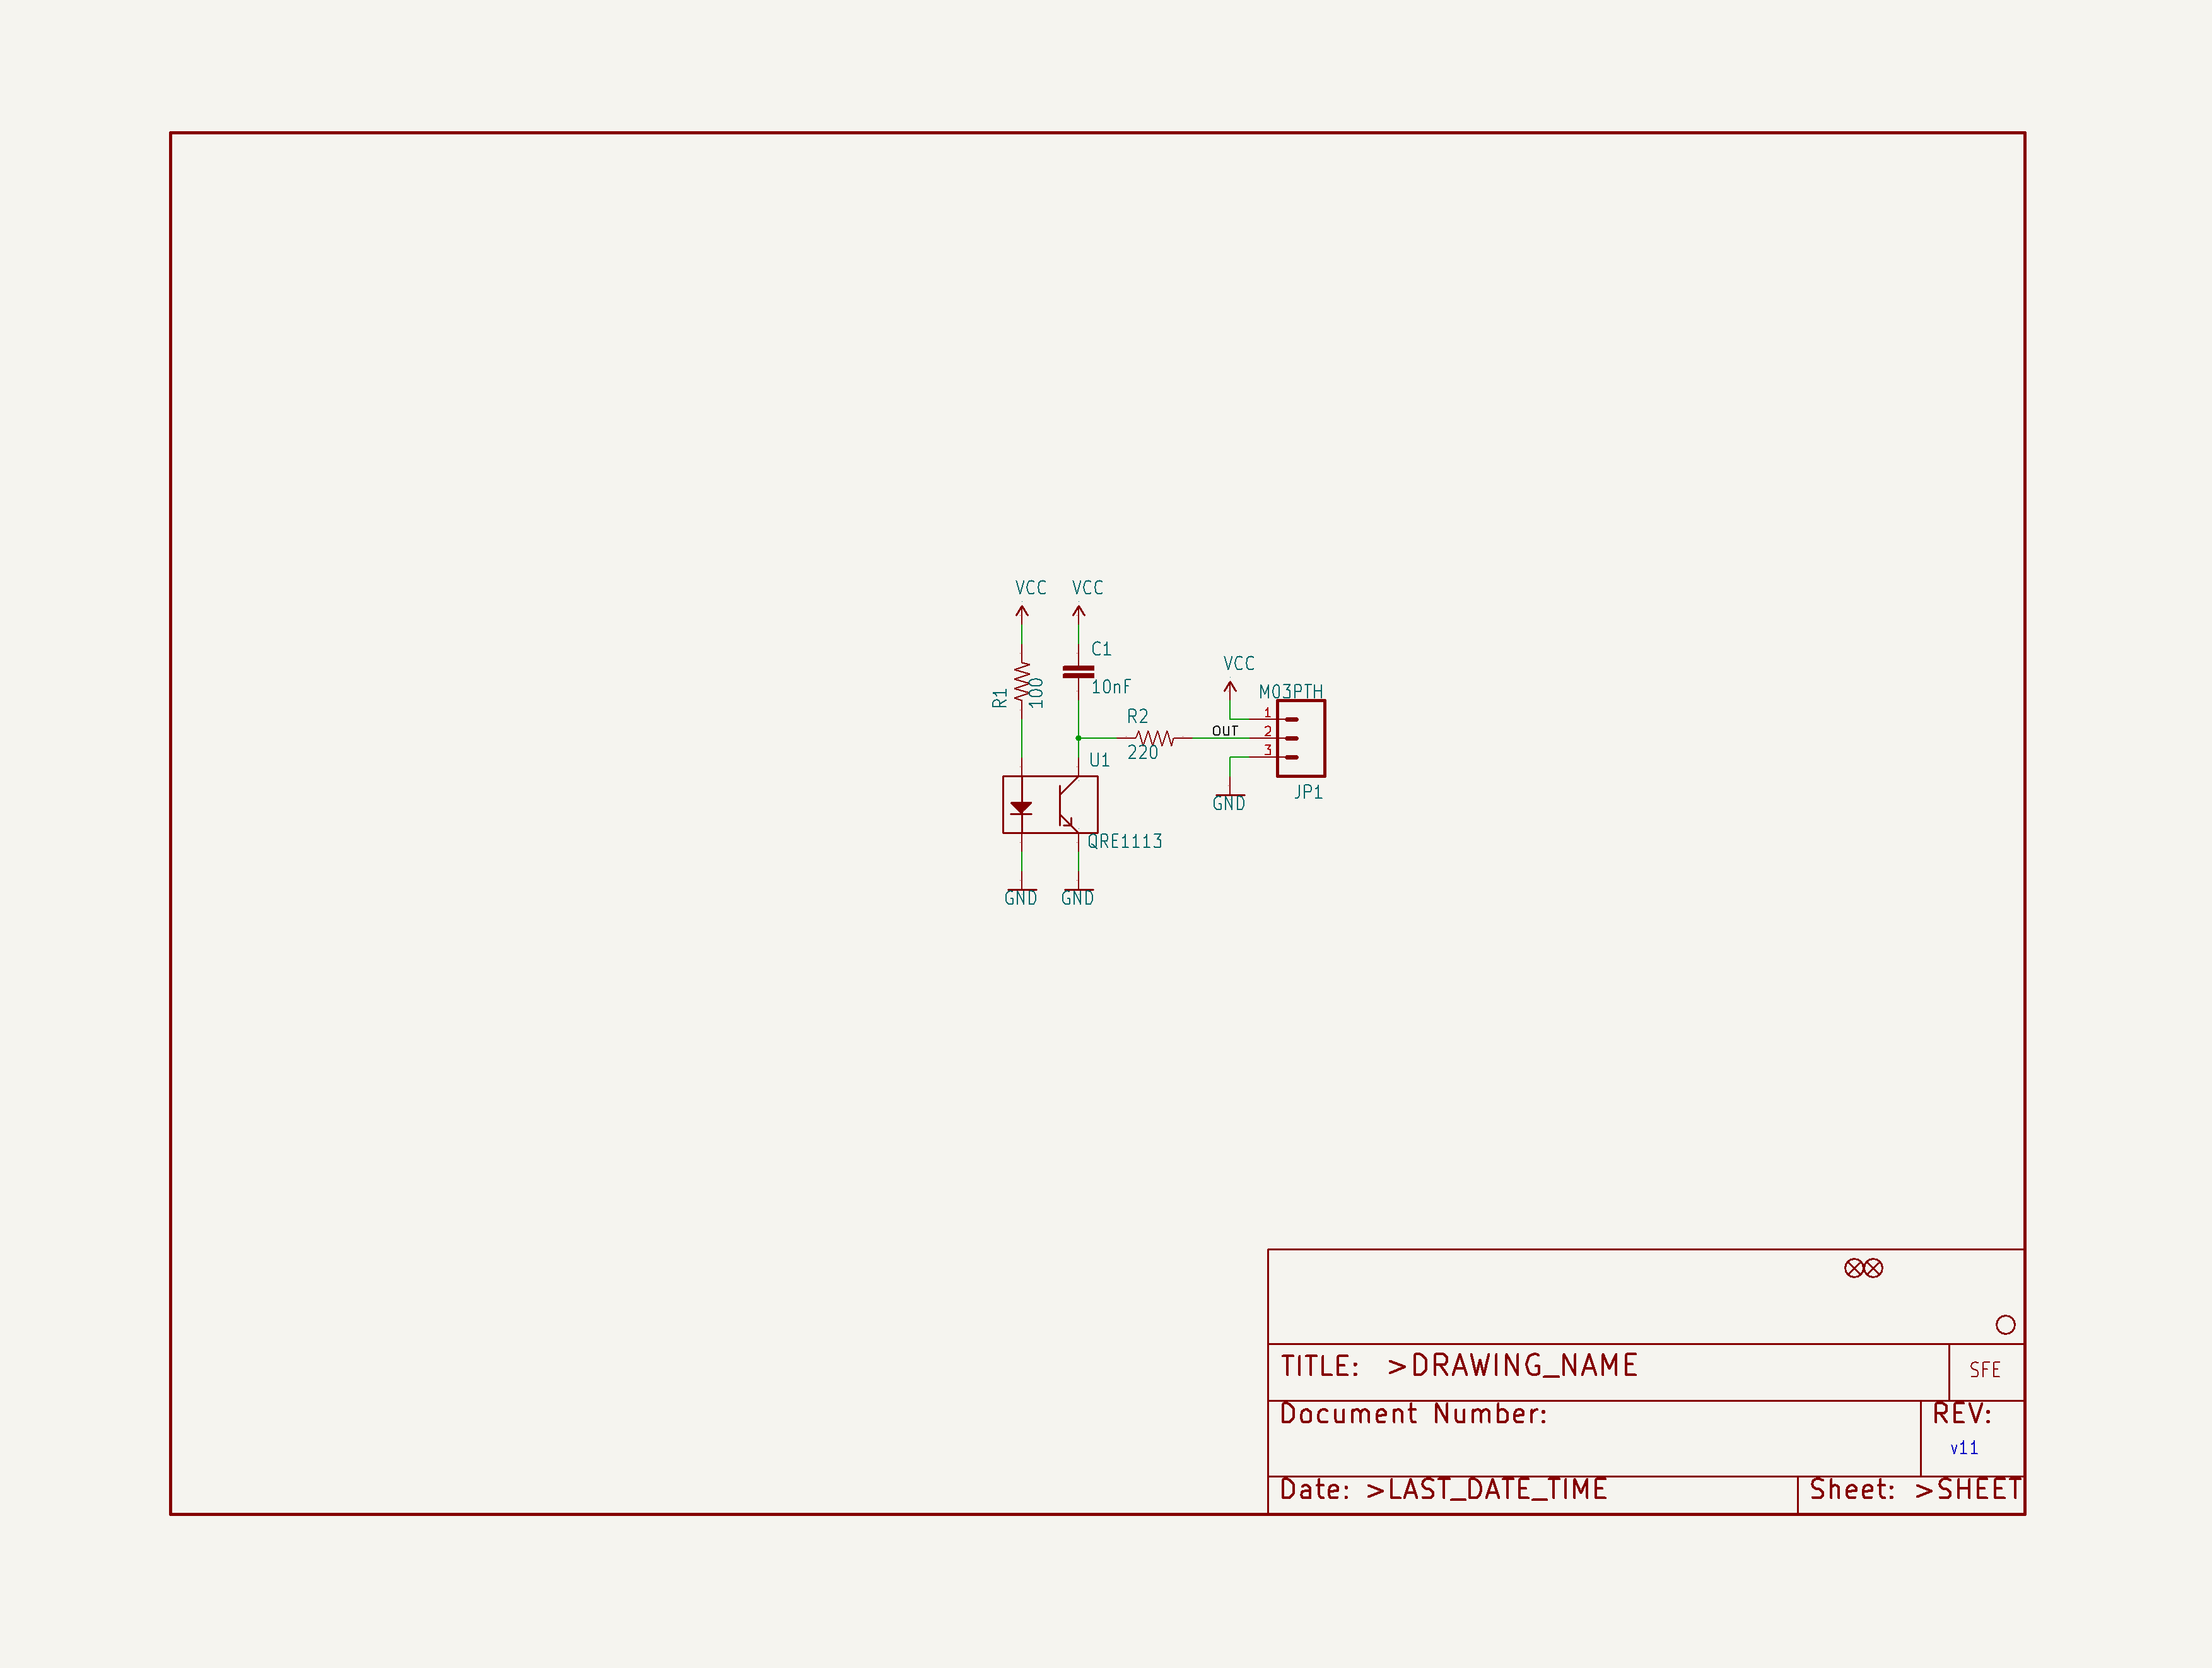 VCC
VCC
C1
10nF
R1
100
VCC
M03PTH
R2
220
OUT
1
2
3
U1
JP1
GND
QRE1113
GND
GND
TITLE: >DRAWING_NAME
SFE
Document Number:
REV:
v11
Date: >LAST_DATE_TIME
Sheet: >SHEET